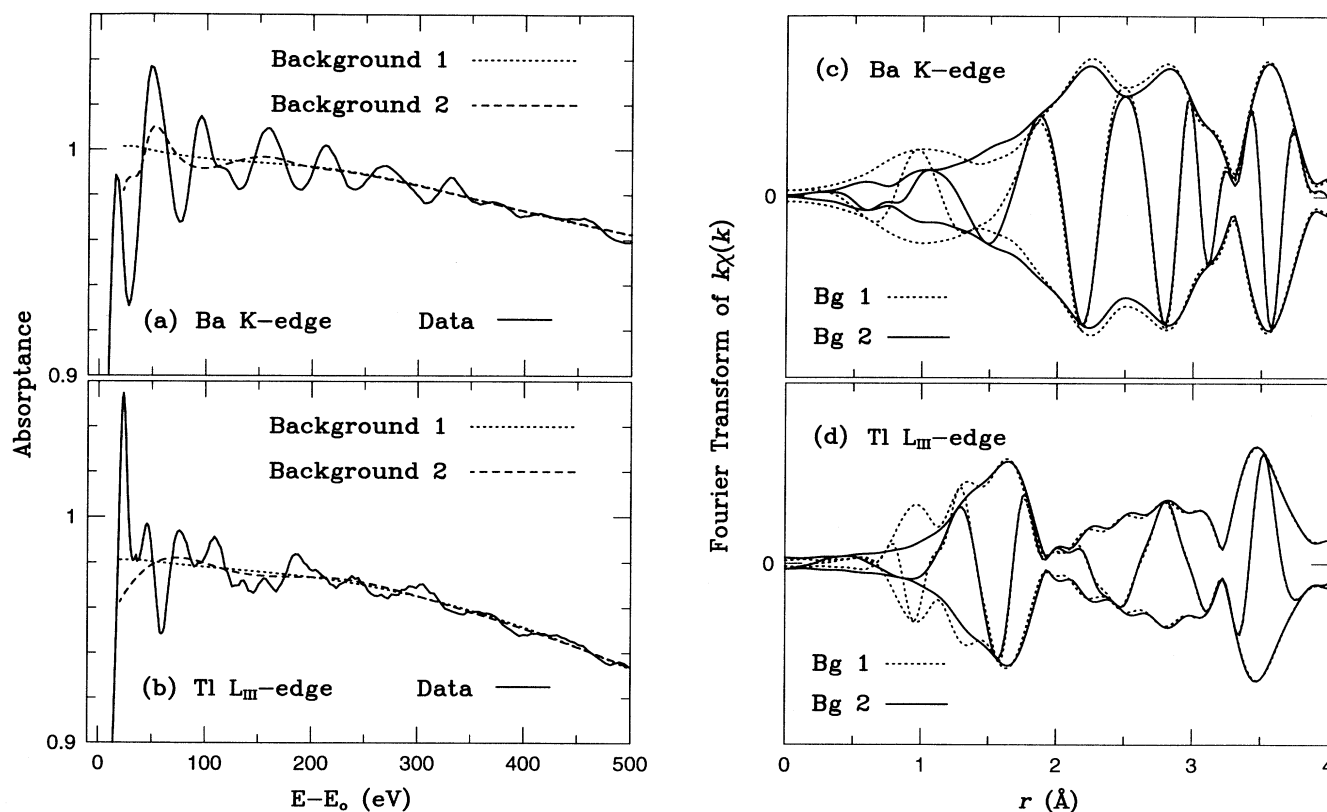 Background 1
Background 2
1
(a) Ba K-edge
Data
0.9
Background 1
Background 2
1
(b) Tl L_III-edge
Data
0.9
0 100 200 300 400 500
E-E_o (eV)
Absorptance
(c) Ba K-edge
0
Bg 1
Bg 2
(d) Tl L_III-edge
0
Bg 1
Bg 2
0 1 2 3 4
r (Å)
Fourier Transform of kχ(k)